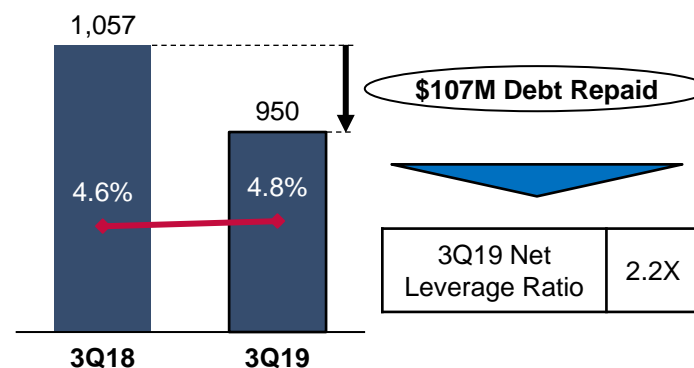 1,057
950
$107M Debt Repaid
4.6%
4.8%
3Q19 Net
Leverage Ratio
2.2X
3Q18
3Q19